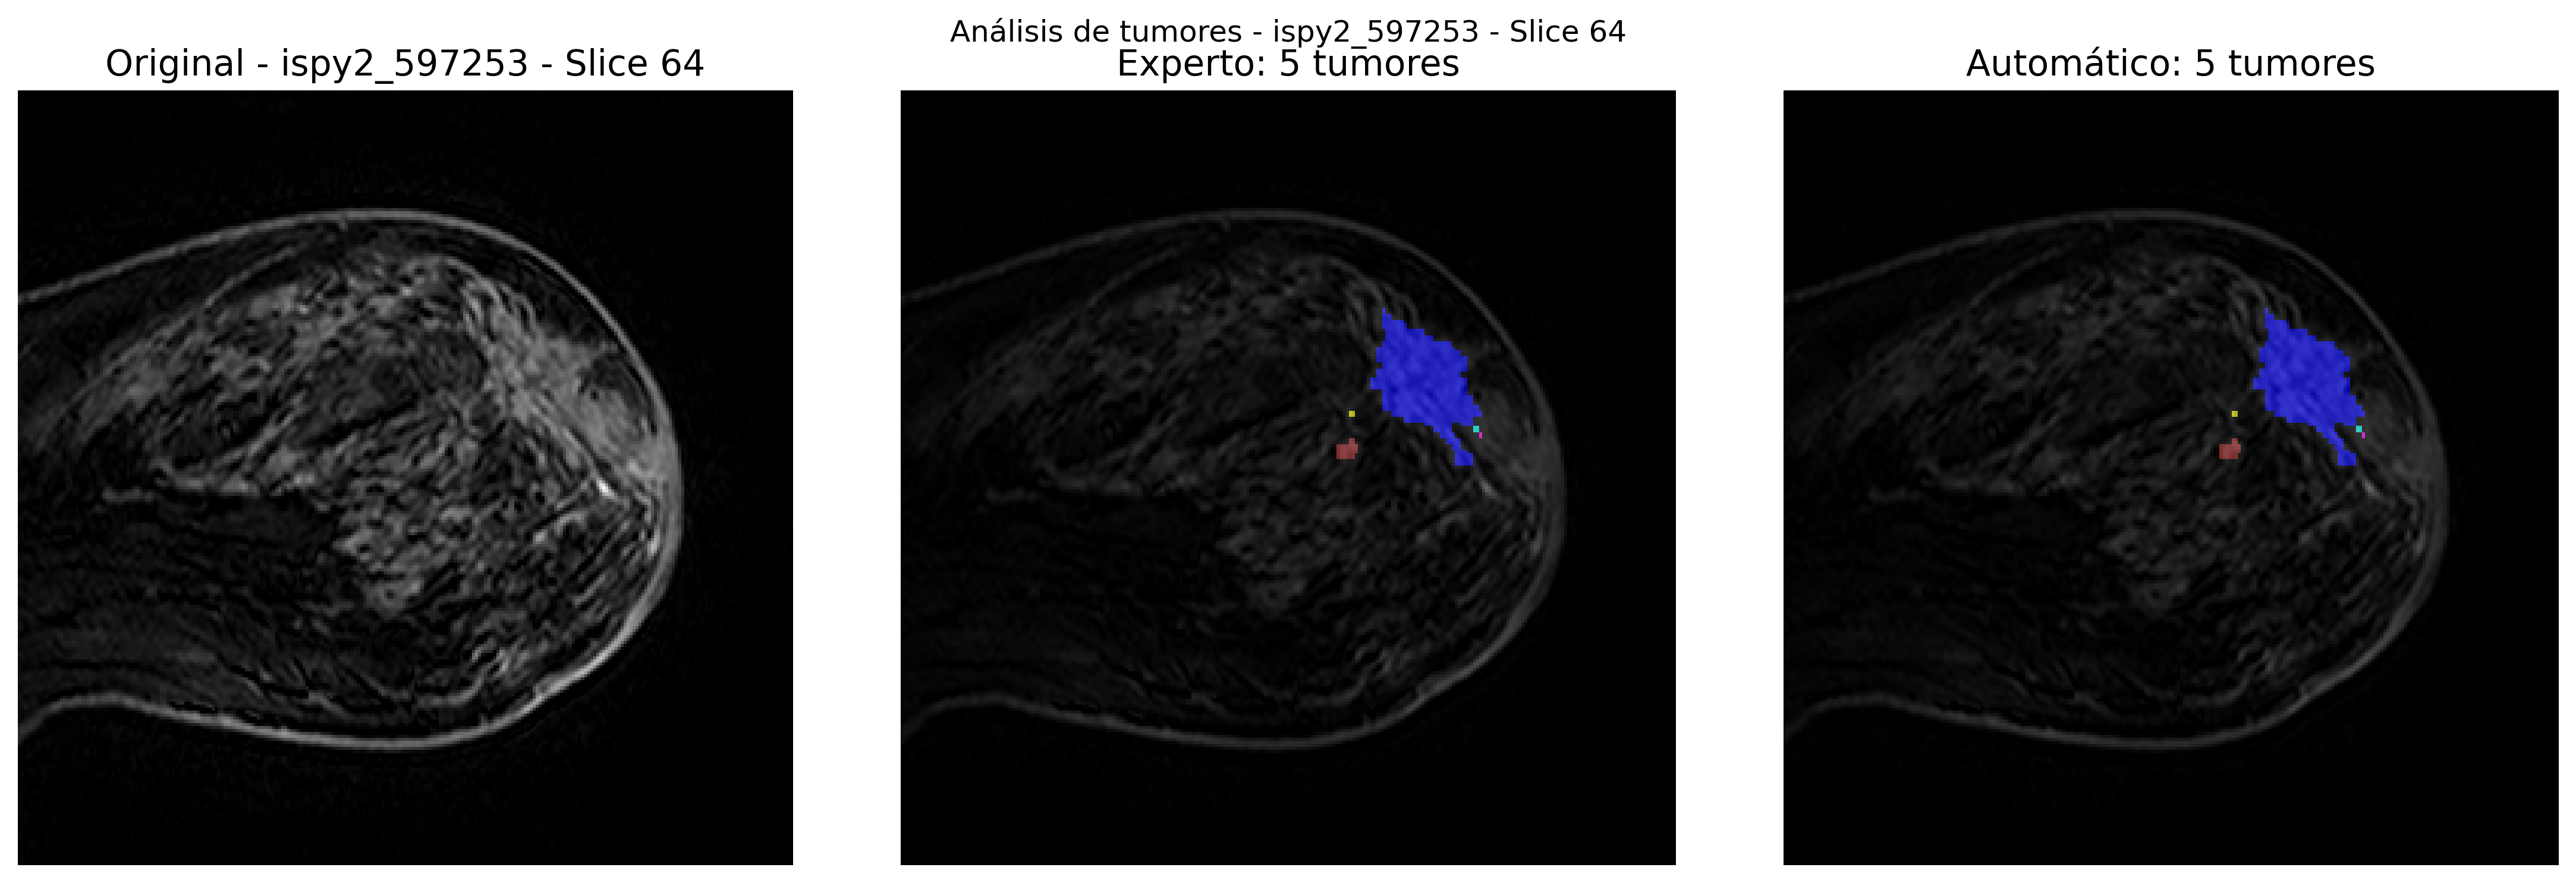 Análisis de tumores - ispy2_597253 - Slice 64
Original - ispy2_597253 - Slice 64
Experto: 5 tumores
Automático: 5 tumores